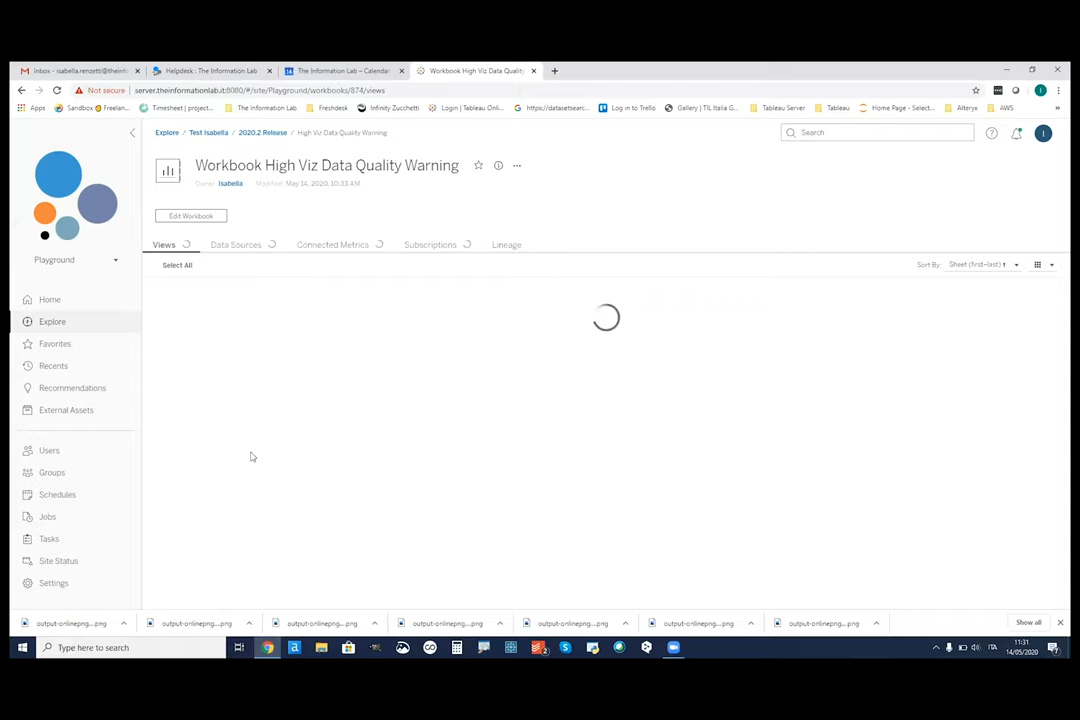 Inbox - isabella.renzetti@theinfo
Helpdesk : The Information Lab
The Information Lab – Calendar
Workbook High Viz Data Quality
Not secure
server.theinformationlab.it:8080/#/site/Playground/workbooks/874/views
Apps
Sandbox @ Freelan...
Timesheet | project...
The Information Lab
Freshdesk
Infinity Zucchetti
Login | Tableau Onli...
https://datasetsearc...
Log in to Trello
Gallery | TIL Italia G...
Tableau Server
Tableau
Home Page - Select...
Alteryx
AWS
Explore / Test Isabella / 2020.2 Release / High Viz Data Quality Warning
Search
Workbook High Viz Data Quality Warning
Owner Isabella Modified May 14, 2020, 10:33 AM
Edit Workbook
Views
Data Sources
Connected Metrics
Subscriptions
Lineage
Select All
Sort By: Sheet (first–last)
Playground
Home
Explore
Favorites
Recents
Recommendations
External Assets
Users
Groups
Schedules
Jobs
Tasks
Site Status
Settings
output-onlinepng....png
output-onlinepng....png
output-onlinepng....png
output-onlinepng....png
output-onlinepng....png
output-onlinepng....png
output-onlinepng....png
Show all
Type here to search
ITA
11:31
14/05/2020